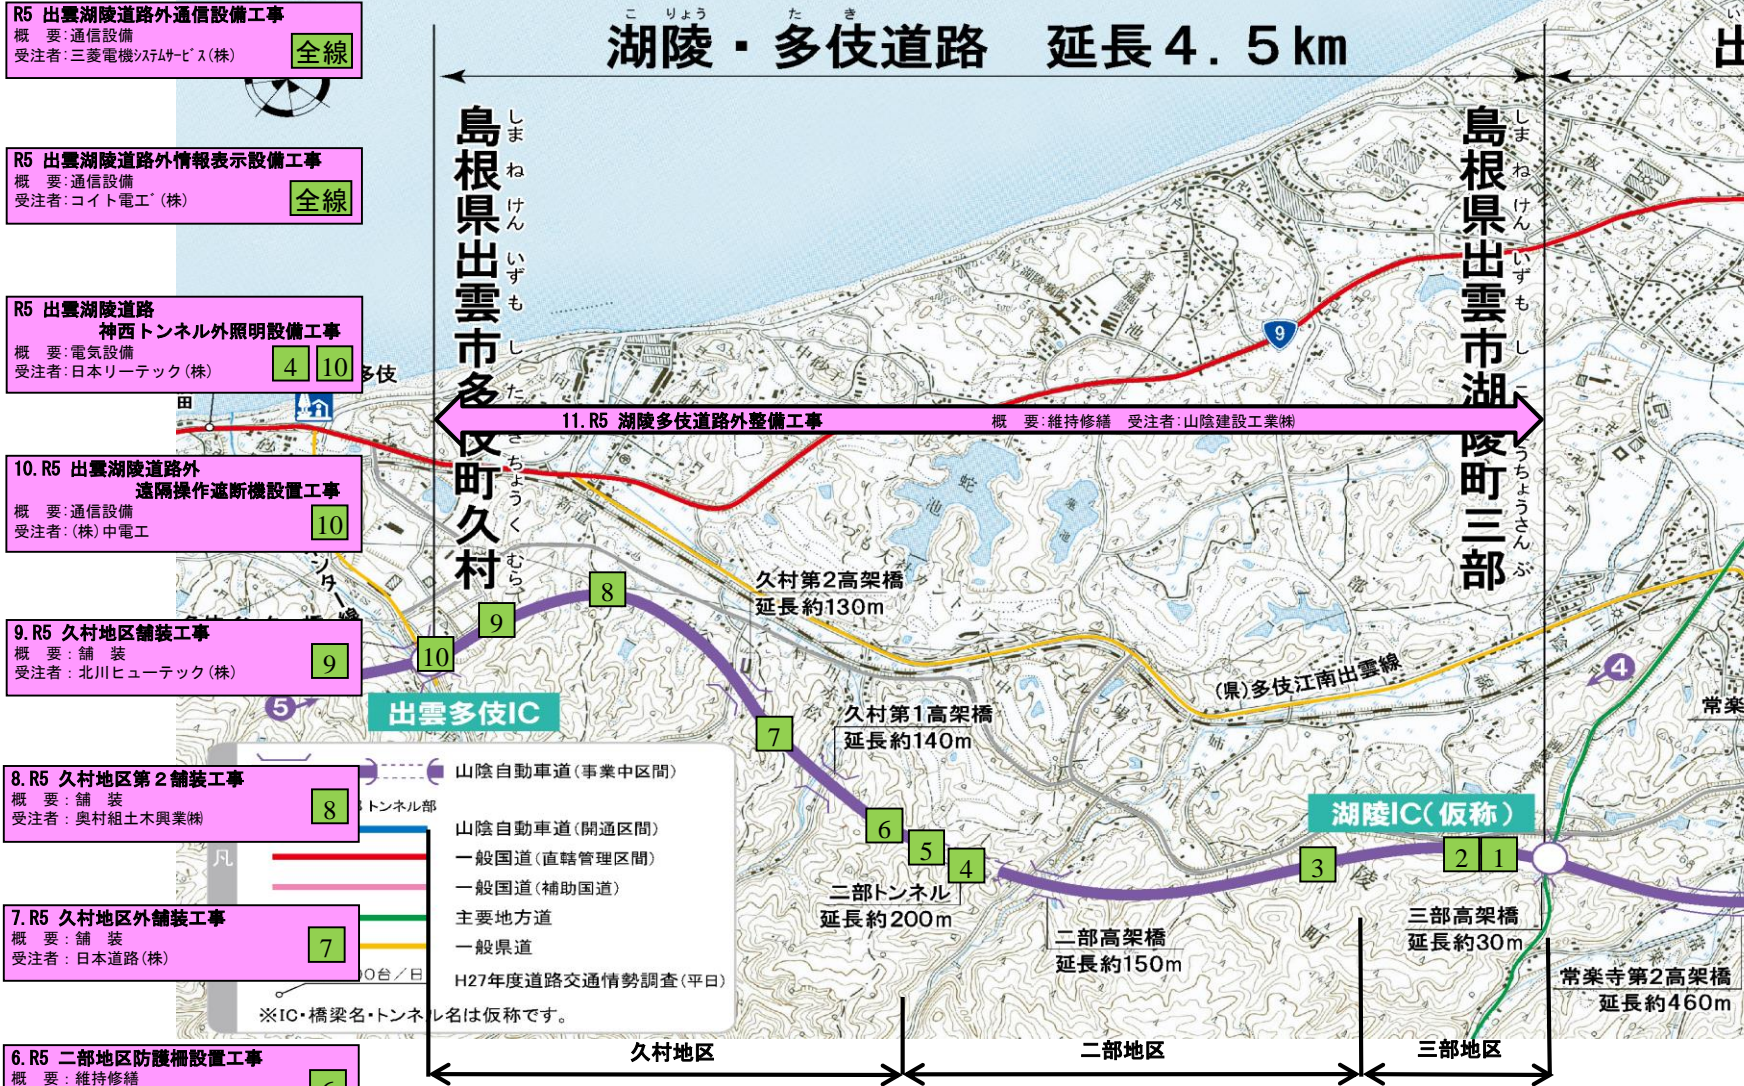 R5 出雲湖陵道路外通信設備工事
概　要：通信設備
受注者：三菱電機ｼｽﾃﾑｻｰﾋﾞｽ(株)
全線
R5 出雲湖陵道路外情報表示設備工事
概　要：通信設備
受注者：コイト電工 (株)
全線
R5 出雲湖陵道路
神西トンネル外照明設備工事
概　要：電気設備
受注者：日本リーテック(株)
4 10
10.R5 出雲湖陵道路外
遠隔操作遮断機設置工事
概　要：通信設備
受注者：(株)中電工
10
9.R5 久村地区舗装工事
概　要：舗　装
受注者：北川ヒューテック(株)
9
8.R5 久村地区第２舗装工事
概　要：舗　装
受注者：奥村組土木興業㈱
8
7.R5 久村地区外舗装工事
概　要：舗　装
受注者：日本道路(株)
7
6.R5 二部地区防護柵設置工事
概　要：維持修繕
6
こ りょう　た き
湖陵・多伎道路　延長４．５km
出
島根県出雲市多伎町久村
しまねけんいずもしたきちょうくむら
島根県出雲市湖陵町三部
しまねけんいずもしこりょうちょうさんぶ
11.R5 湖陵多伎道路外整備工事　概　要：維持修繕　受注者：山陰建設工業㈱
9
多伎
田
蛇池
久村第2高架橋
延長約130m
久村第1高架橋
延長約140m
(県)多伎江南出雲線
4
常楽
5
出雲多伎IC
湖陵IC(仮称)
10
9
8
7
6
5
4
3
2
1
二部トンネル
延長約200m
二部高架橋
延長約150m
三部高架橋
延長約30m
常楽寺第2高架橋
延長約460m
凡
山陰自動車道(事業中区間)
トンネル部
山陰自動車道(開通区間)
一般国道(直轄管理区間)
一般国道(補助国道)
主要地方道
一般県道
00台／日
H27年度道路交通情勢調査(平日)
※IC・橋梁名・トンネル名は仮称です。
久村地区
二部地区
三部地区